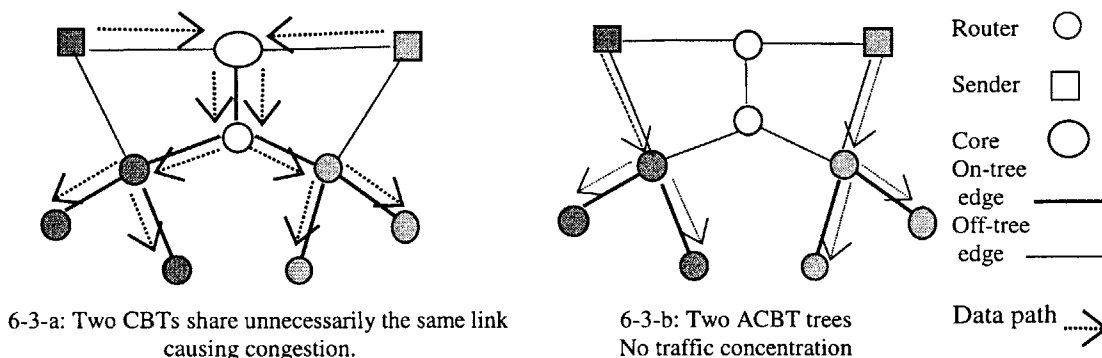 Router
Sender
Core
On-tree
edge
Off-tree
edge
Data path
6-3-a: Two CBTs share unnecessarily the same link
causing congestion.
6-3-b: Two ACBT trees
No traffic concentration